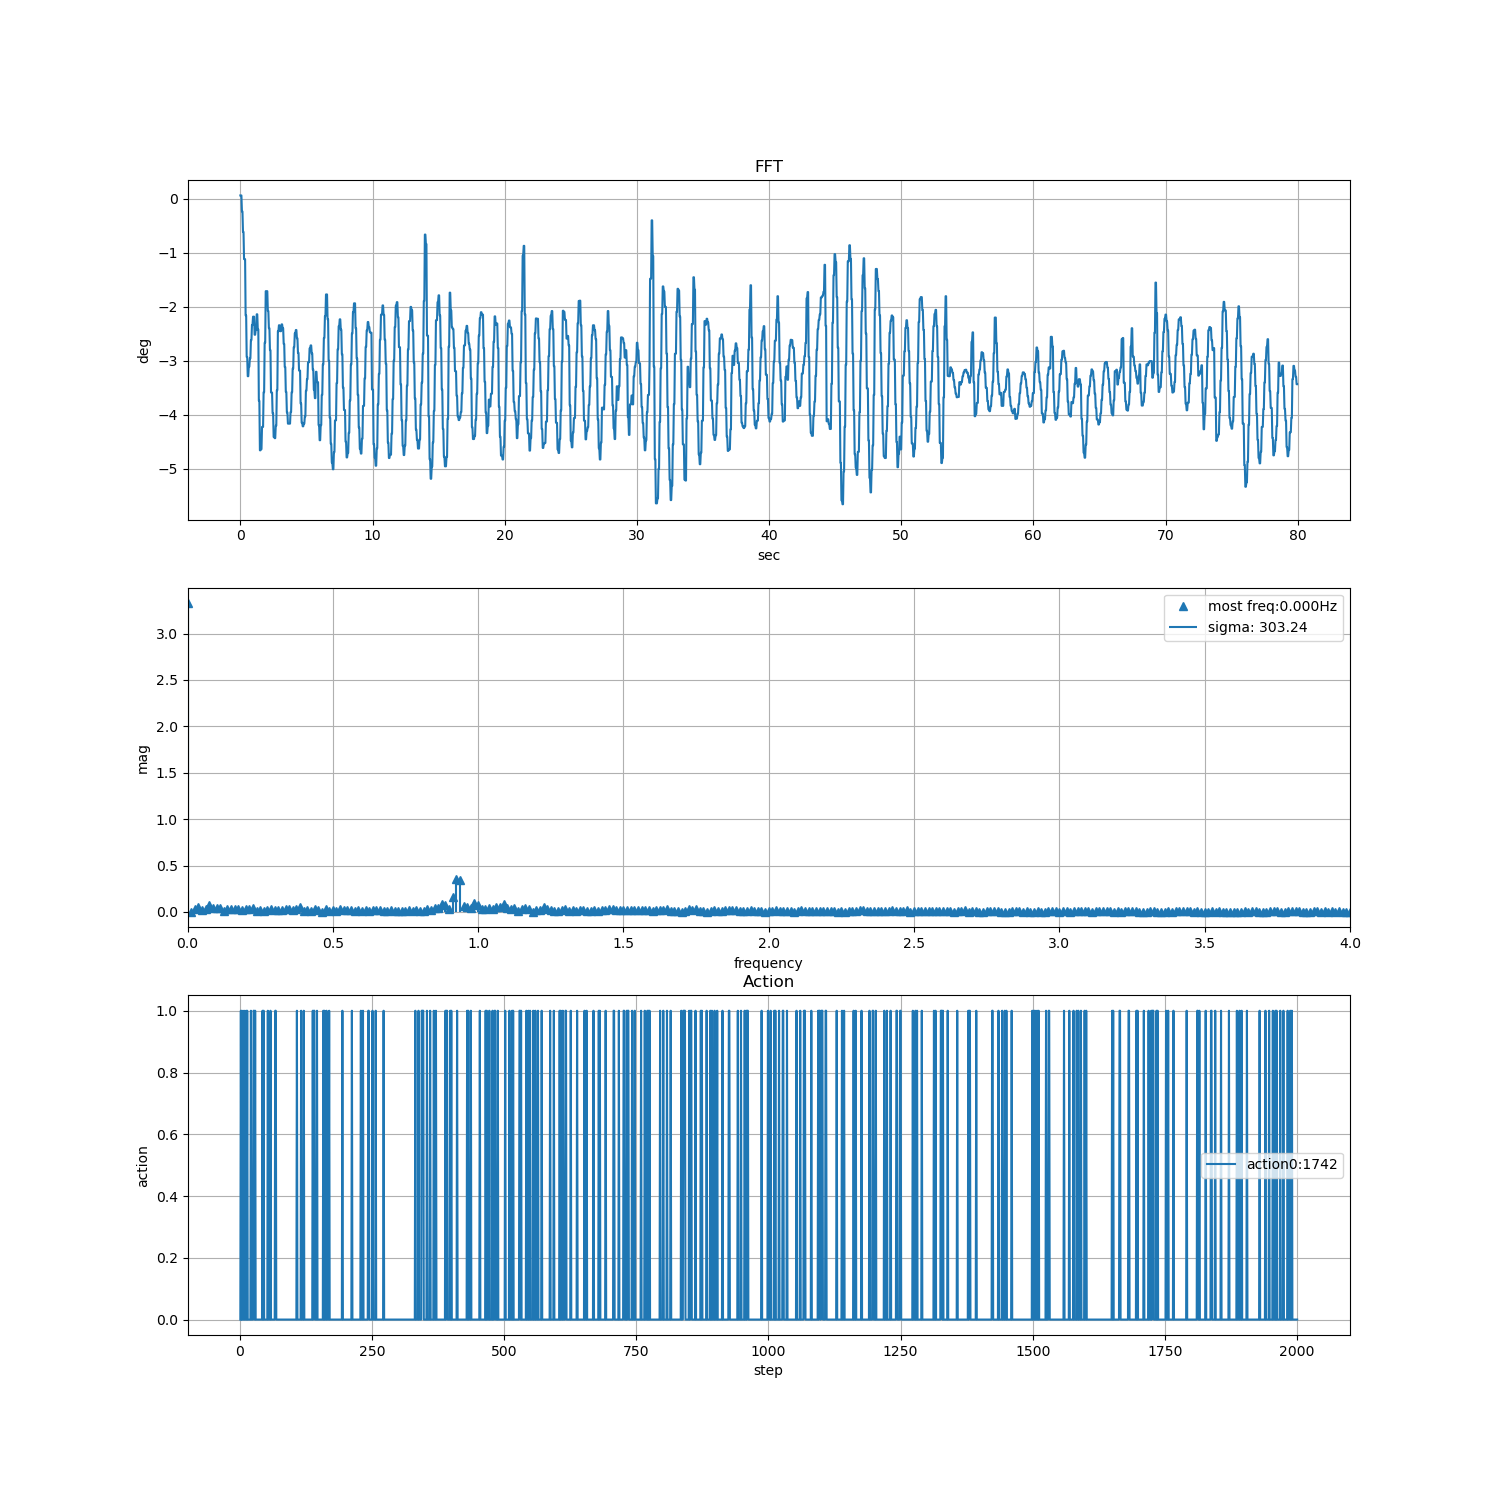 FFT
0
−1
−2
−3
−4
−5
deg
0 10 20 30 40 50 60 70 80
sec
most freq:0.000Hz
sigma: 303.24
3.0
2.5
2.0
1.5
1.0
0.5
0.0
mag
0.0 0.5 1.0 1.5 2.0 2.5 3.0 3.5 4.0
frequency
Action
1.0
0.8
0.6
0.4
0.2
0.0
action
action0:1742
0 250 500 750 1000 1250 1500 1750 2000
step